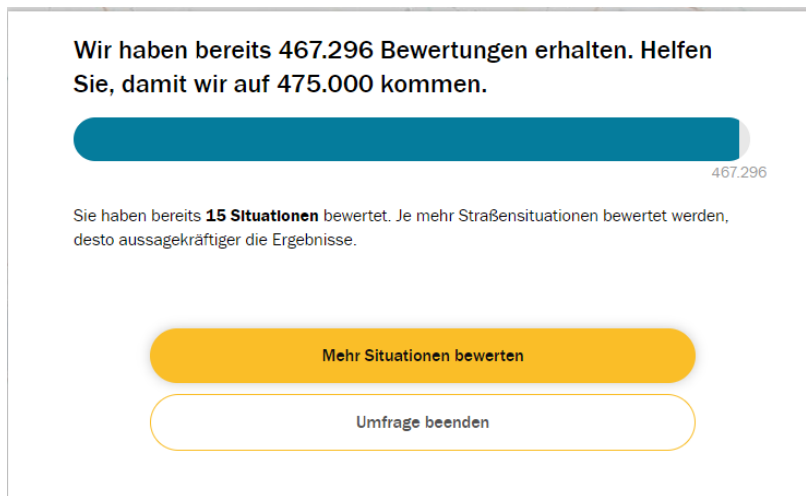 Wir haben bereits 467.296 Bewertungen erhalten. Helfen
Sie, damit wir auf 475.000 kommen.
467.296
Sie haben bereits 15 Situationen bewertet. Je mehr Straßensituationen bewertet werden,
desto aussagekräftiger die Ergebnisse.
Mehr Situationen bewerten
Umfrage beenden